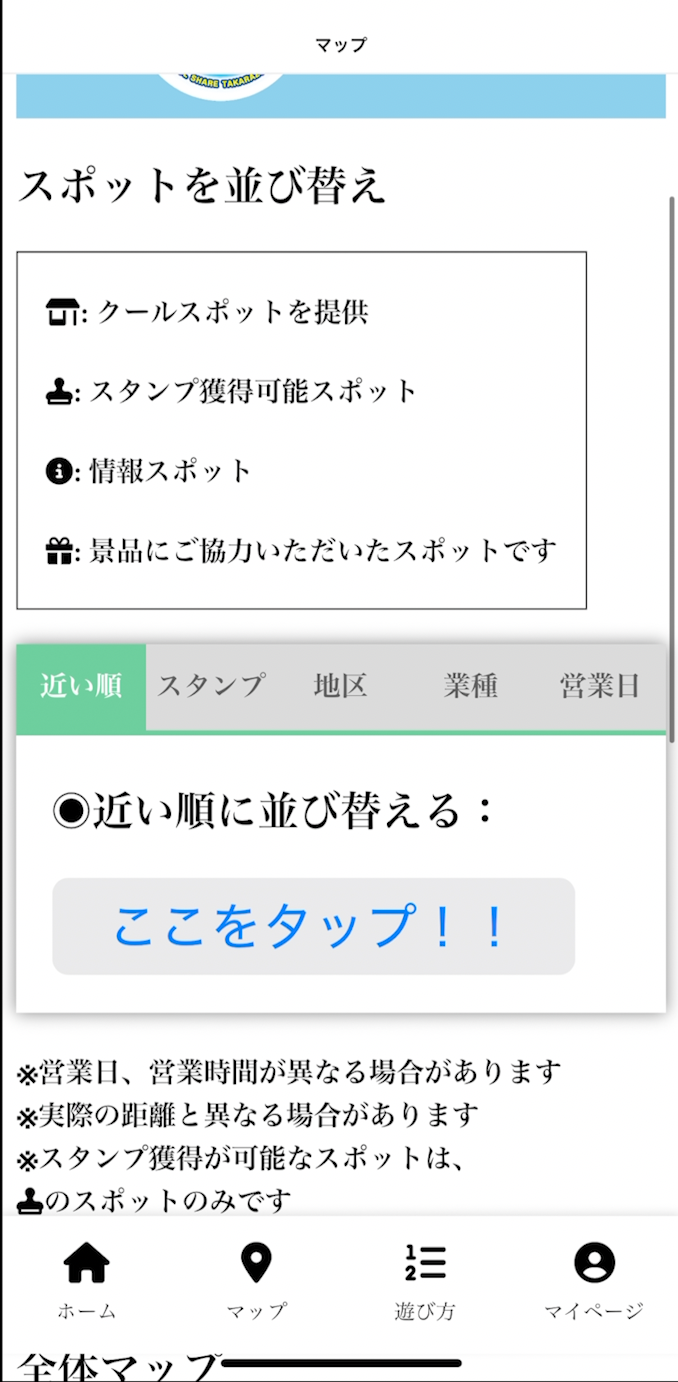 マップ
SHARE TAKARA
スポットを並び替え
: クールスポットを提供
: スタンプ獲得可能スポット
: 情報スポット
: 景品にご協力いただいたスポットです
近い順 スタンプ 地区 業種 営業日
◉近い順に並び替える：
ここをタップ！！
※営業日、営業時間が異なる場合があります
※実際の距離と異なる場合があります
※スタンプ獲得が可能なスポットは、
のスポットのみです
ホーム マップ 遊び方 マイページ
全体マップ